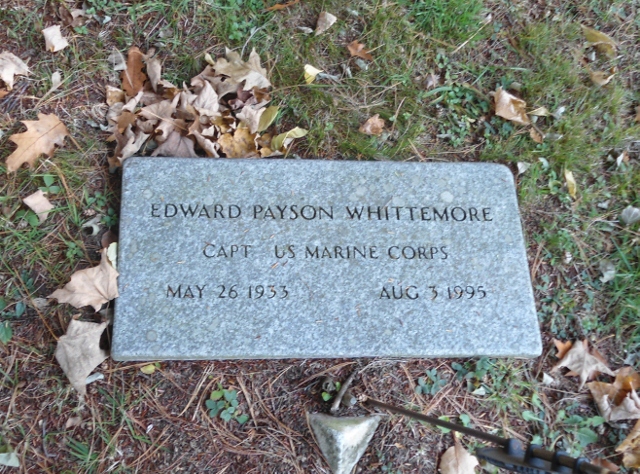 EDWARD PAYSON WHITTEMORE
CAPT US MARINE CORPS
MAY 26 1933 AUG 3 1995